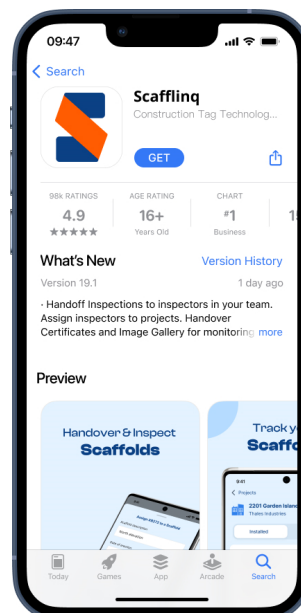 09:47
Search
Scafflinq
Construction Tag Technolog...
GET
98k RATINGS
4.9
★★★★★
AGE RATING
16+
Years Old
CHART
#1
Business
What's New
Version History
Version 19.1
1 day ago
· Handoff Inspections to inspectors in your team.
Assign inspectors to projects. Handover
Certificates and Image Gallery for monitoring more
Preview
Handover & Inspect
Scaffolds
Track y
Scaffo
9:41
Projects
2201 Garden Island
Thales Industries
Installed
Today
Games
App
Arcade
Search